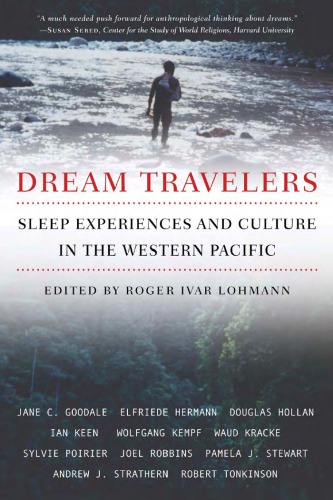 "A much needed push forward for anthropological thinking about dreams."
—SUSAN SERED, Center for the Study of World Religions, Harvard University
DREAM TRAVELERS
SLEEP EXPERIENCES AND CULTURE
IN THE WESTERN PACIFIC
EDITED BY ROGER IVAR LOHMANN
JANE C. GOODALE ELFRIEDE HERMANN DOUGLAS HOLLAN
IAN KEEN WOLFGANG KEMPF WAUD KRACKE
SYLVIE POIRIER JOEL ROBBINS PAMELA J. STEWART
ANDREW J. STRATHERN ROBERT TONKINSON